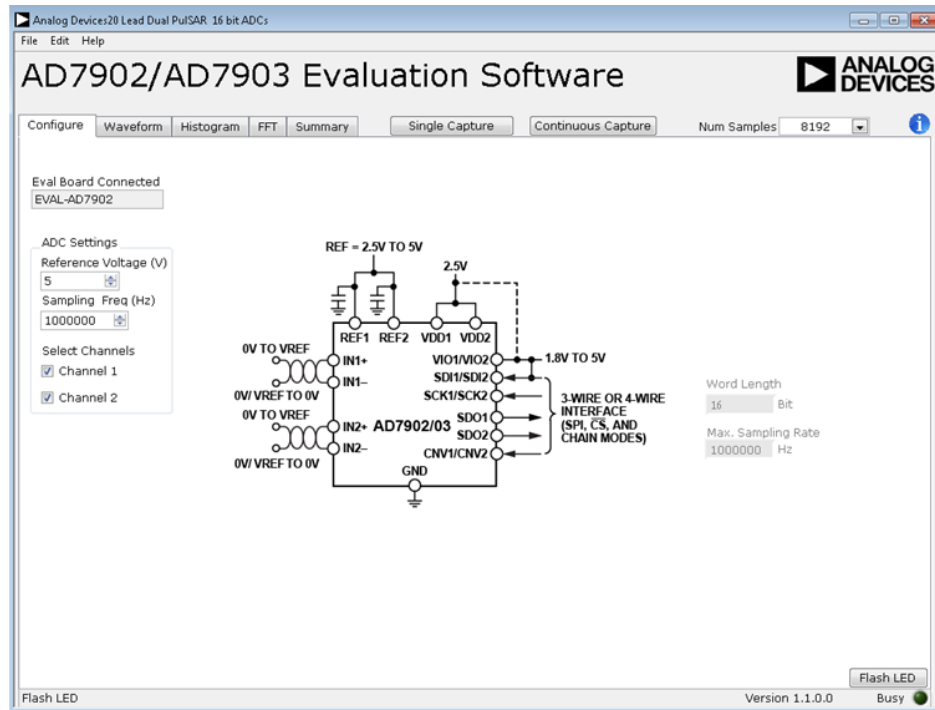 Analog Devices20 Lead Dual PulSAR 16 bit ADCs
File Edit Help
AD7902/AD7903 Evaluation Software
ANALOG
DEVICES
Configure Waveform Histogram FFT Summary Single Capture Continuous Capture Num Samples 8192 i
Eval Board Connected
EVAL-AD7902
ADC Settings
Reference Voltage (V)
5
Sampling Freq (Hz)
1000000
Select Channels
Channel 1
Channel 2
REF = 2.5V TO 5V
2.5V
REF1 REF2 VDD1 VDD2
0V TO VREF
IN1+
IN1–
0V/ VREF TO 0V
0V TO VREF
IN2+
IN2–
0V/ VREF TO 0V
AD7902/03
VIO1/VIO2
1.8V TO 5V
SDI1/SDI2
SCK1/SCK2
SDO1
SDO2
CNV1/CNV2
3-WIRE OR 4-WIRE
INTERFACE
(SPI, CS, AND
CHAIN MODES)
GND
Word Length
16 Bit
Max. Sampling Rate
1000000 Hz
Flash LED
Flash LED Version 1.1.0.0 Busy